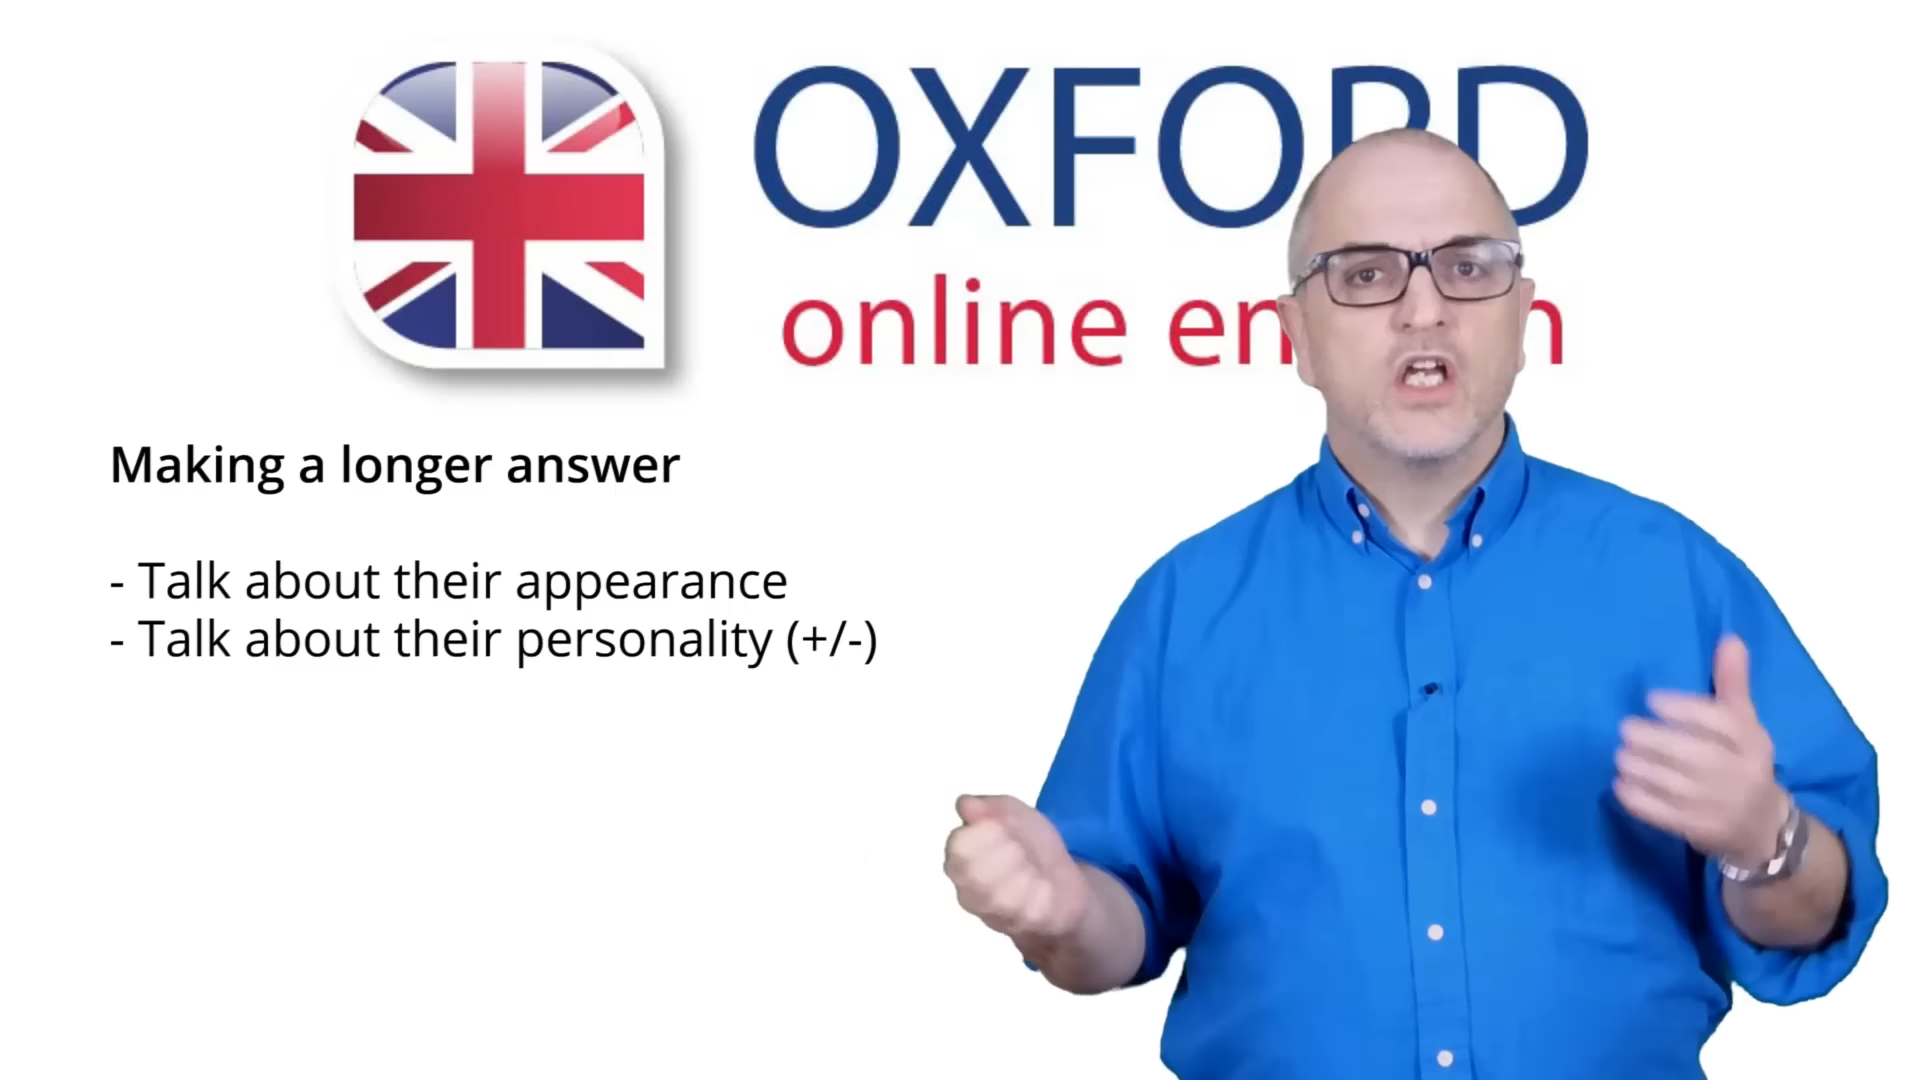 OXFORD
online en
Making a longer answer
- Talk about their appearance
- Talk about their personality (+/-)